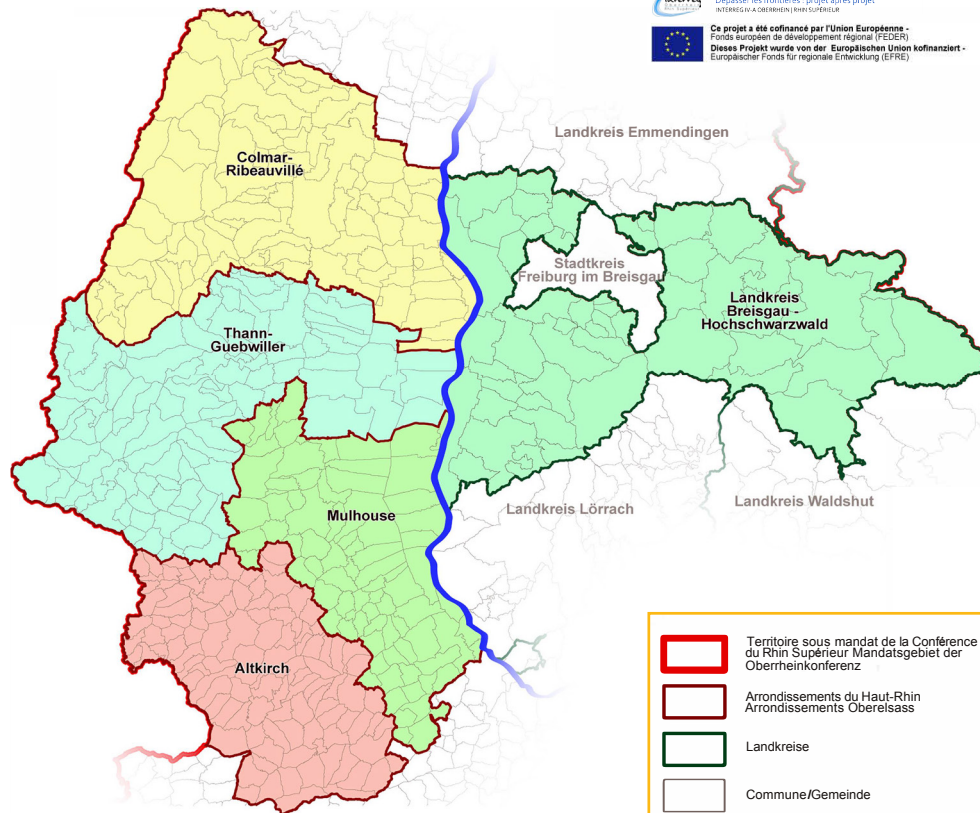 Dépasser les frontières : projet après projet
INTERREG IV-A OBERRHEIN | RHIN SUPÉRIEUR
Ce projet a été cofinancé par l'Union Européenne -
Fonds européen de développement régional (FEDER)
Dieses Projekt wurde von der Europäischen Union kofinanziert -
Europäischer Fonds für regionale Entwicklung (EFRE)
Landkreis Emmendingen
Colmar-
Ribeauvillé
Stadtkreis
Freiburg im Breisgau
Landkreis
Breisgau -
Hochschwarzwald
Thann-
Guebwiller
Mulhouse
Landkreis Lörrach
Landkreis Waldshut
Altkirch
Territoire sous mandat de la Conférence
du Rhin Supérieur Mandatsgebiet der
Oberrheinkonferenz
Arrondissements du Haut-Rhin
Arrondissements Oberelsass
Landkreise
Commune/Gemeinde